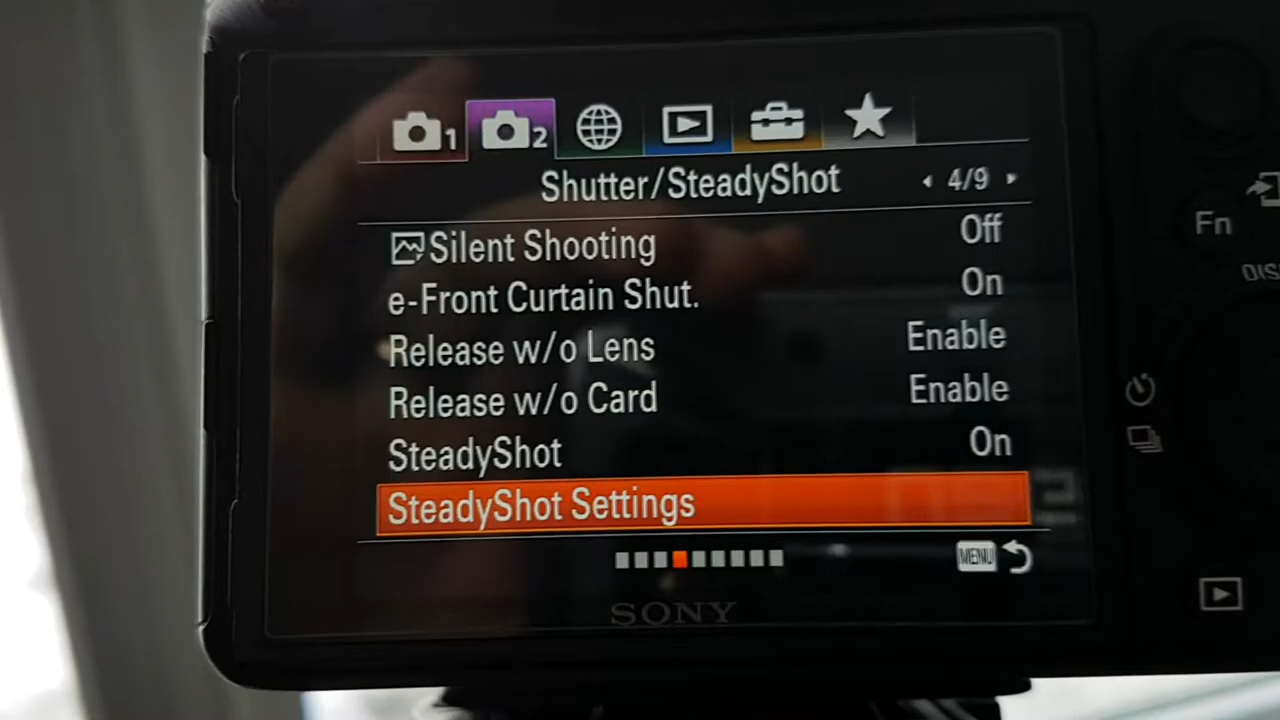 1 2
Shutter/SteadyShot 4/9
Silent Shooting Off
e-Front Curtain Shut. On
Release w/o Lens Enable
Release w/o Card Enable
SteadyShot On
SteadyShot Settings
MENU
SONY
Fn